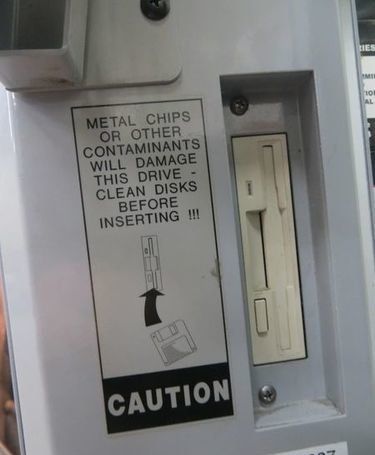 METAL CHIPS
OR OTHER
CONTAMINANTS
WILL DAMAGE
THIS DRIVE -
CLEAN DISKS
BEFORE
INSERTING !!!
CAUTION